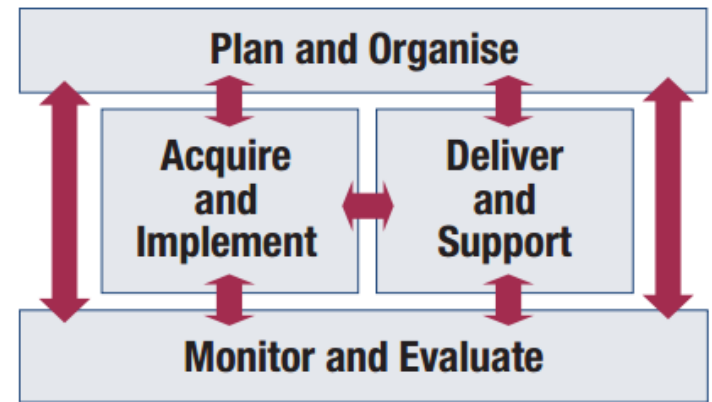 Plan and Organise
Acquire
and
Implement
Deliver
and
Support
Monitor and Evaluate